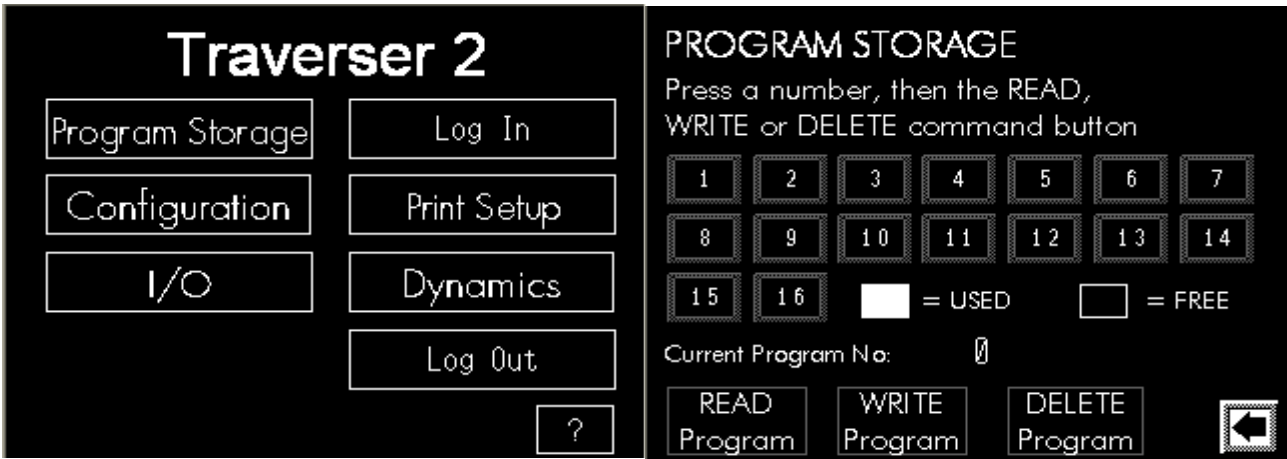 Traverser 2
Program Storage
Log In
Configuration
Print Setup
I/O
Dynamics
Log Out
?
PROGRAM STORAGE
Press a number, then the READ,
WRITE or DELETE command button
1 2 3 4 5 6 7
8 9 10 11 12 13 14
15 16 = USED = FREE
Current Program No: 0
READ WRITE DELETE
Program Program Program